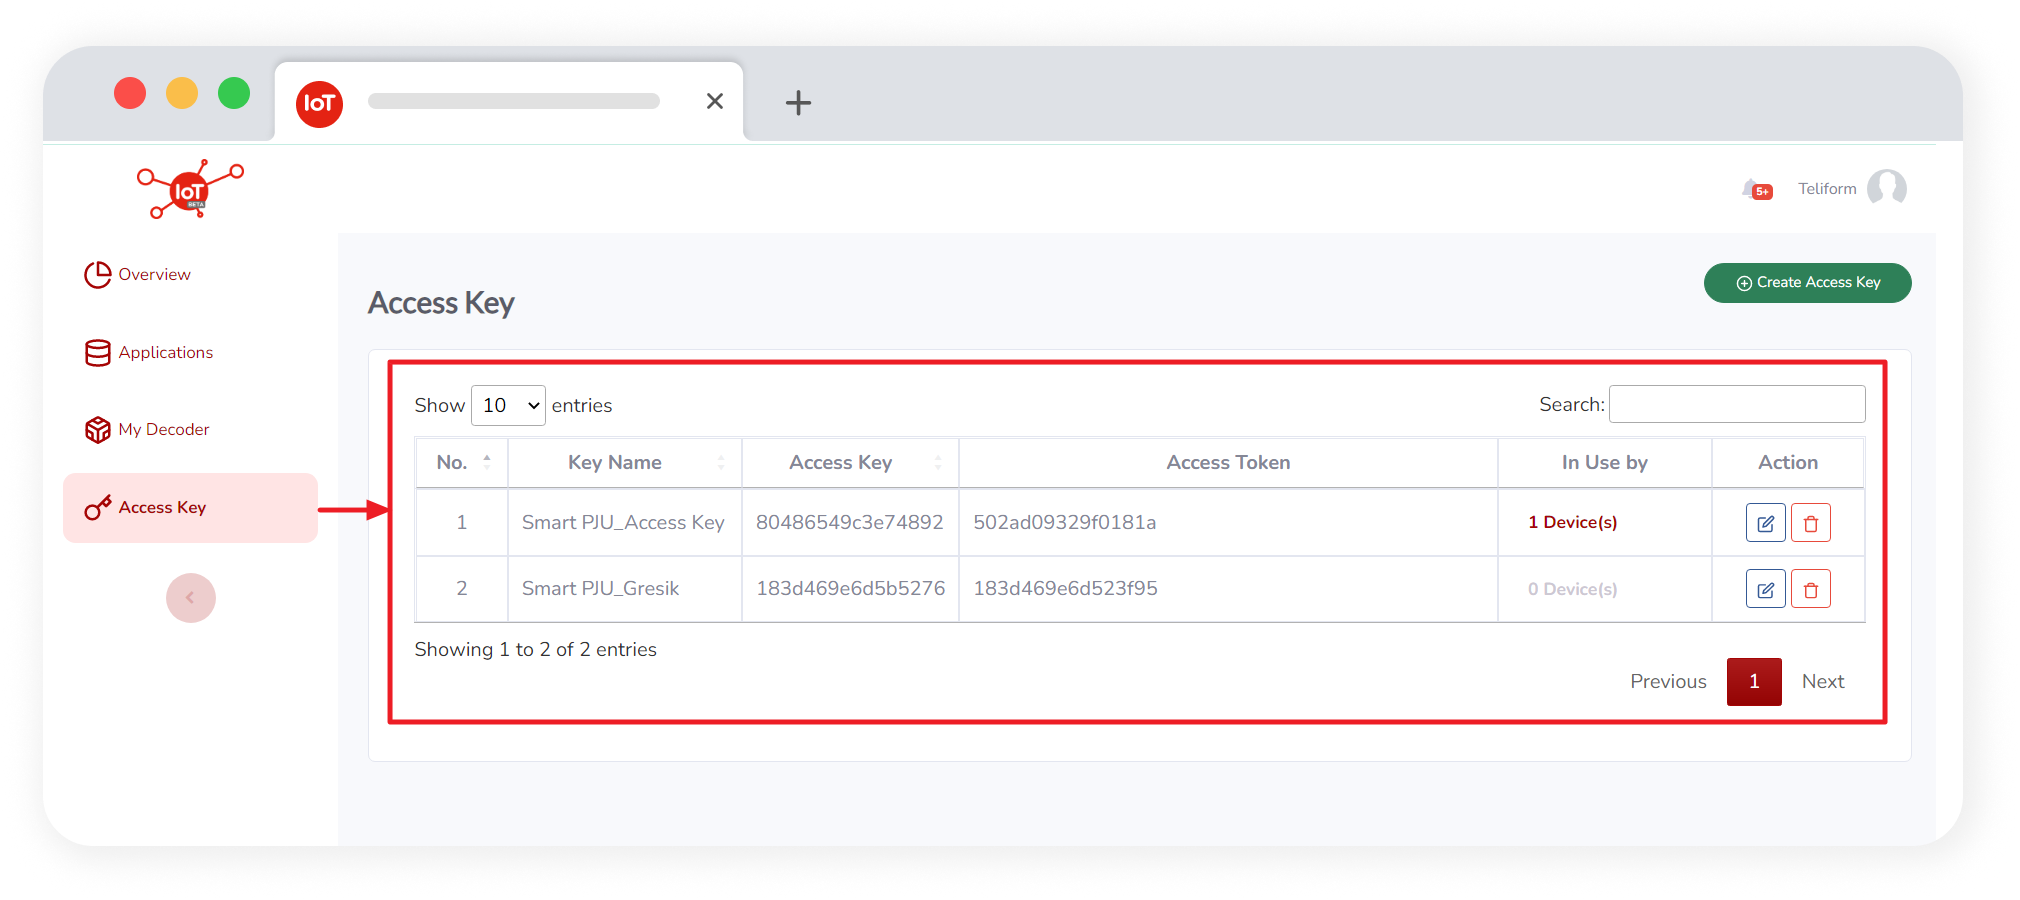 IoT
IoT
BETA
5+
Teliform
Overview
Applications
My Decoder
Access Key
Access Key
Create Access Key
Show 10 entries
Search:
No. Key Name Access Key Access Token In Use by Action
1 Smart PJU_Access Key 80486549c3e74892 502ad09329f0181a 1 Device(s)
2 Smart PJU_Gresik 183d469e6d5b5276 183d469e6d523f95 0 Device(s)
Showing 1 to 2 of 2 entries
Previous 1 Next